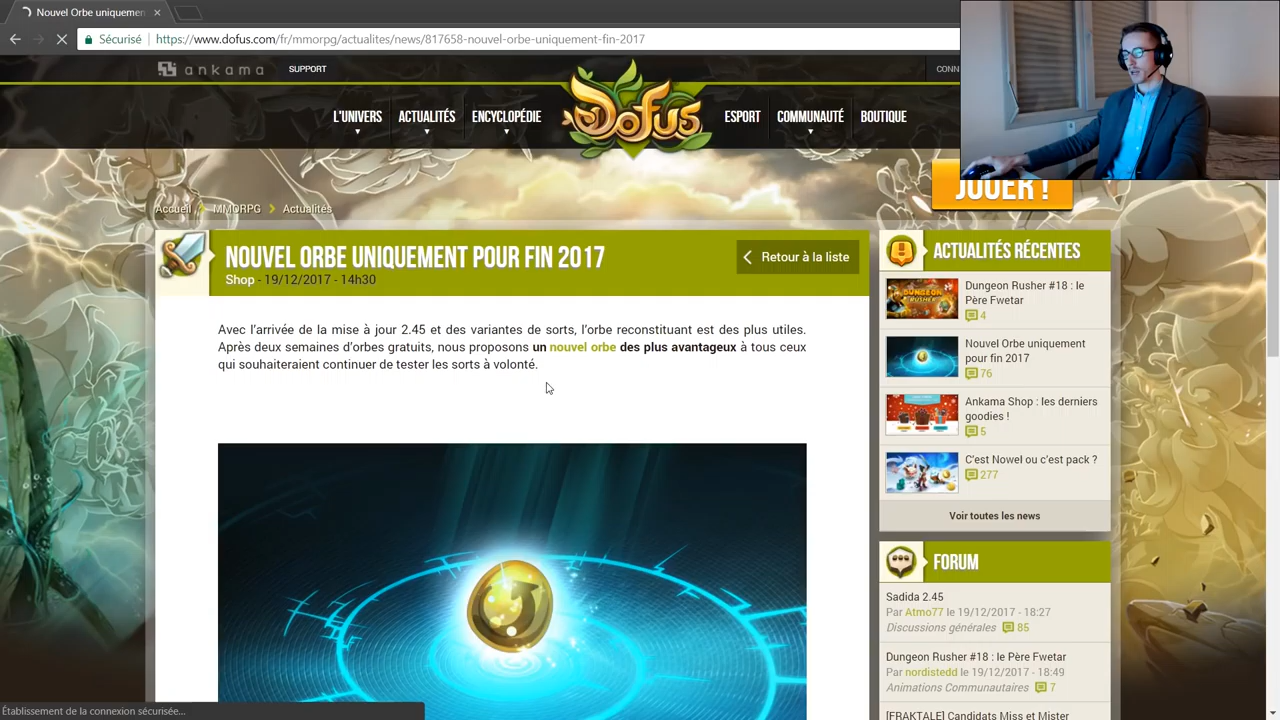 Nouvel Orbe uniquemen
Sécurisé
https://www.dofus.com/fr/mmorpg/actualites/news/817658-nouvel-orbe-uniquement-fin-2017
ankama
SUPPORT
CONN
L'UNIVERS
ACTUALITÉS
ENCYCLOPÉDIE
DOFUS
ESPORT
COMMUNAUTÉ
BOUTIQUE
JOUER !
Accueil
MMORPG
Actualités
NOUVEL ORBE UNIQUEMENT POUR FIN 2017
Shop - 19/12/2017 - 14h30
Retour à la liste
Avec l'arrivée de la mise à jour 2.45 et des variantes de sorts, l'orbe reconstituant est des plus utiles.
Après deux semaines d'orbes gratuits, nous proposons un nouvel orbe des plus avantageux à tous ceux
qui souhaiteraient continuer de tester les sorts à volonté.
ACTUALITÉS RÉCENTES
Dungeon Rusher #18 : le
Père Fwetar
4
Nouvel Orbe uniquement
pour fin 2017
76
Ankama Shop : les derniers
goodies !
5
C'est Nowel ou c'est pack ?
277
Voir toutes les news
FORUM
Sadida 2.45
Par Atmo77 le 19/12/2017 - 18:27
Discussions générales 85
Dungeon Rusher #18 : le Père Fwetar
Par nordistedd le 19/12/2017 - 18:49
Animations Communautaires 7
[FRAKTALE] Candidats Miss et Mister
Établissement de la connexion sécurisée...